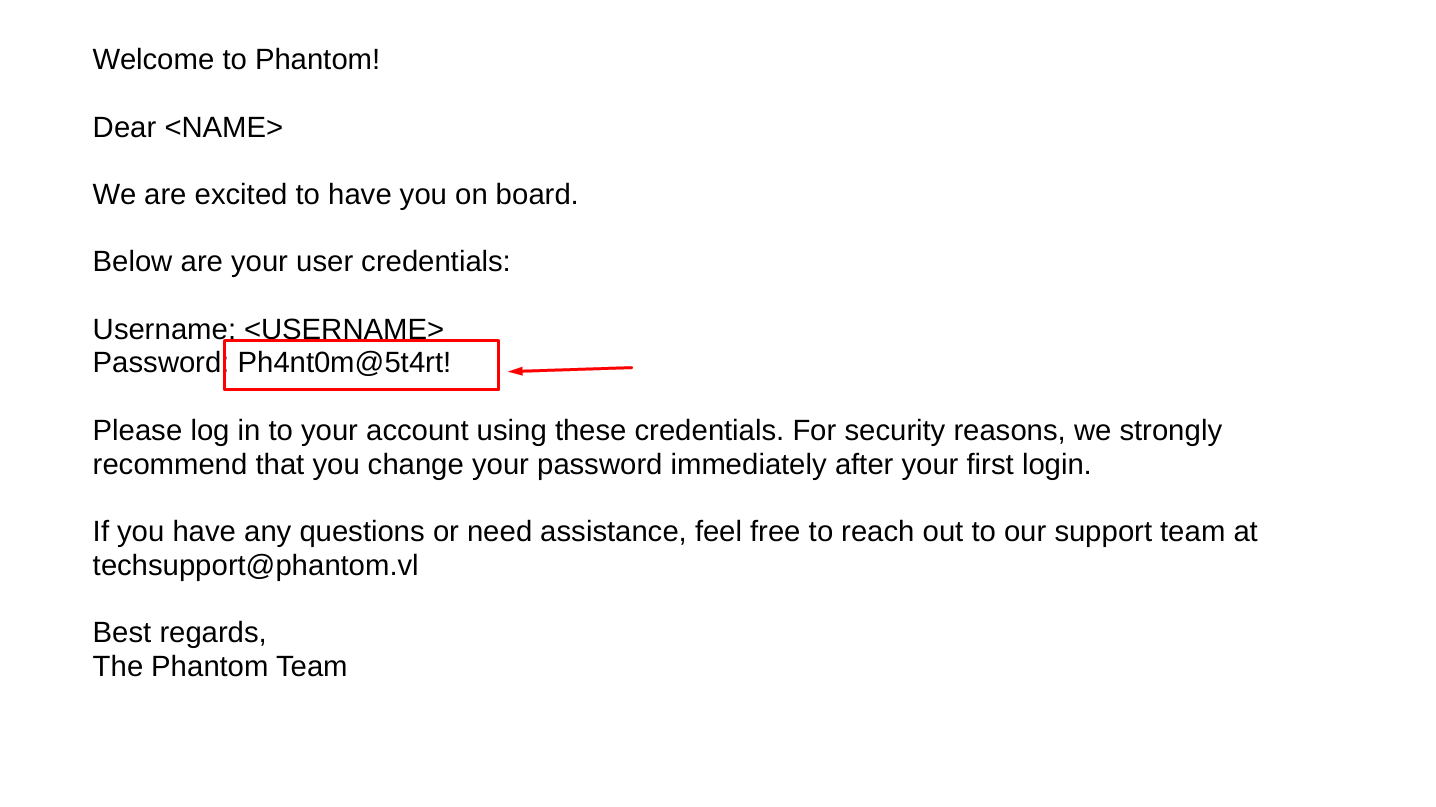 Welcome to Phantom!
Dear <NAME>
We are excited to have you on board.
Below are your user credentials:
Username: <USERNAME>
Password: Ph4nt0m@5t4rt!
Please log in to your account using these credentials. For security reasons, we strongly
recommend that you change your password immediately after your first login.
If you have any questions or need assistance, feel free to reach out to our support team at
techsupport@phantom.vl
Best regards,
The Phantom Team